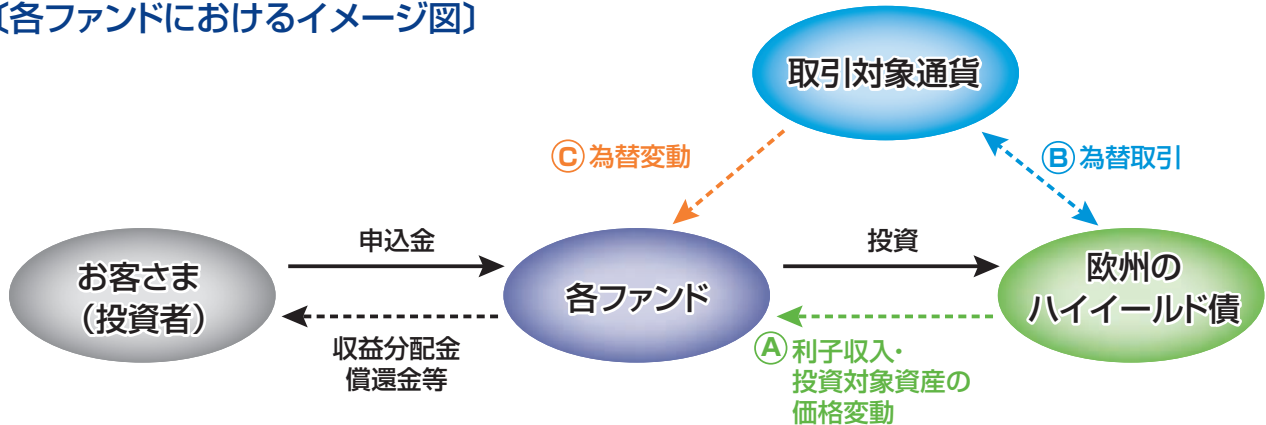 〔各ファンドにおけるイメージ図〕
取引対象通貨
Ⓒ為替変動
Ⓑ為替取引
申込金
投資
お客さま
（投資者）
各ファンド
欧州の
ハイイールド債
収益分配金
償還金等
Ⓐ利子収入・
投資対象資産の
価格変動